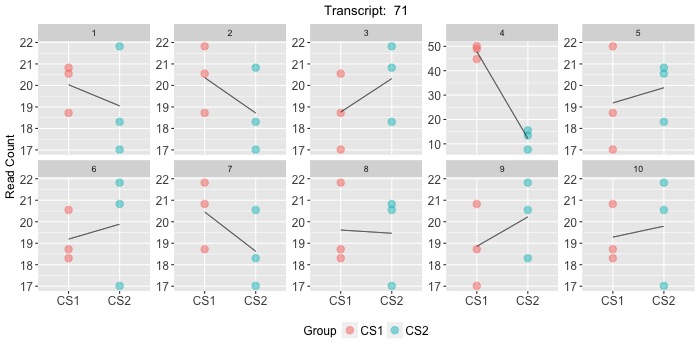 Transcript: 71
1 2 3 4 5
22 22 22 50 22
21 21 21 40 21
20 20 20 30 20
19 19 19 20 19
18 18 18 10 18
17 17 17 17
Read Count
6 7 8 9 10
22 22 22 22 22
21 21 21 21 21
20 20 20 20 20
19 19 19 19 19
18 18 18 18 18
17 17 17 17 17
CS1 CS2 CS1 CS2 CS1 CS2 CS1 CS2 CS1 CS2
Group CS1 CS2